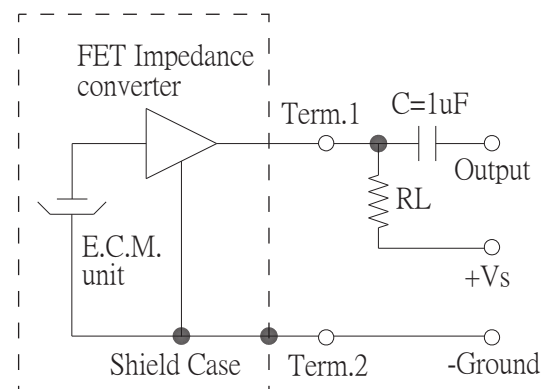 FET Impedance
converter
Term.1
C=1uF
Output
RL
E.C.M.
unit
+Vs
Shield Case
Term.2
-Ground